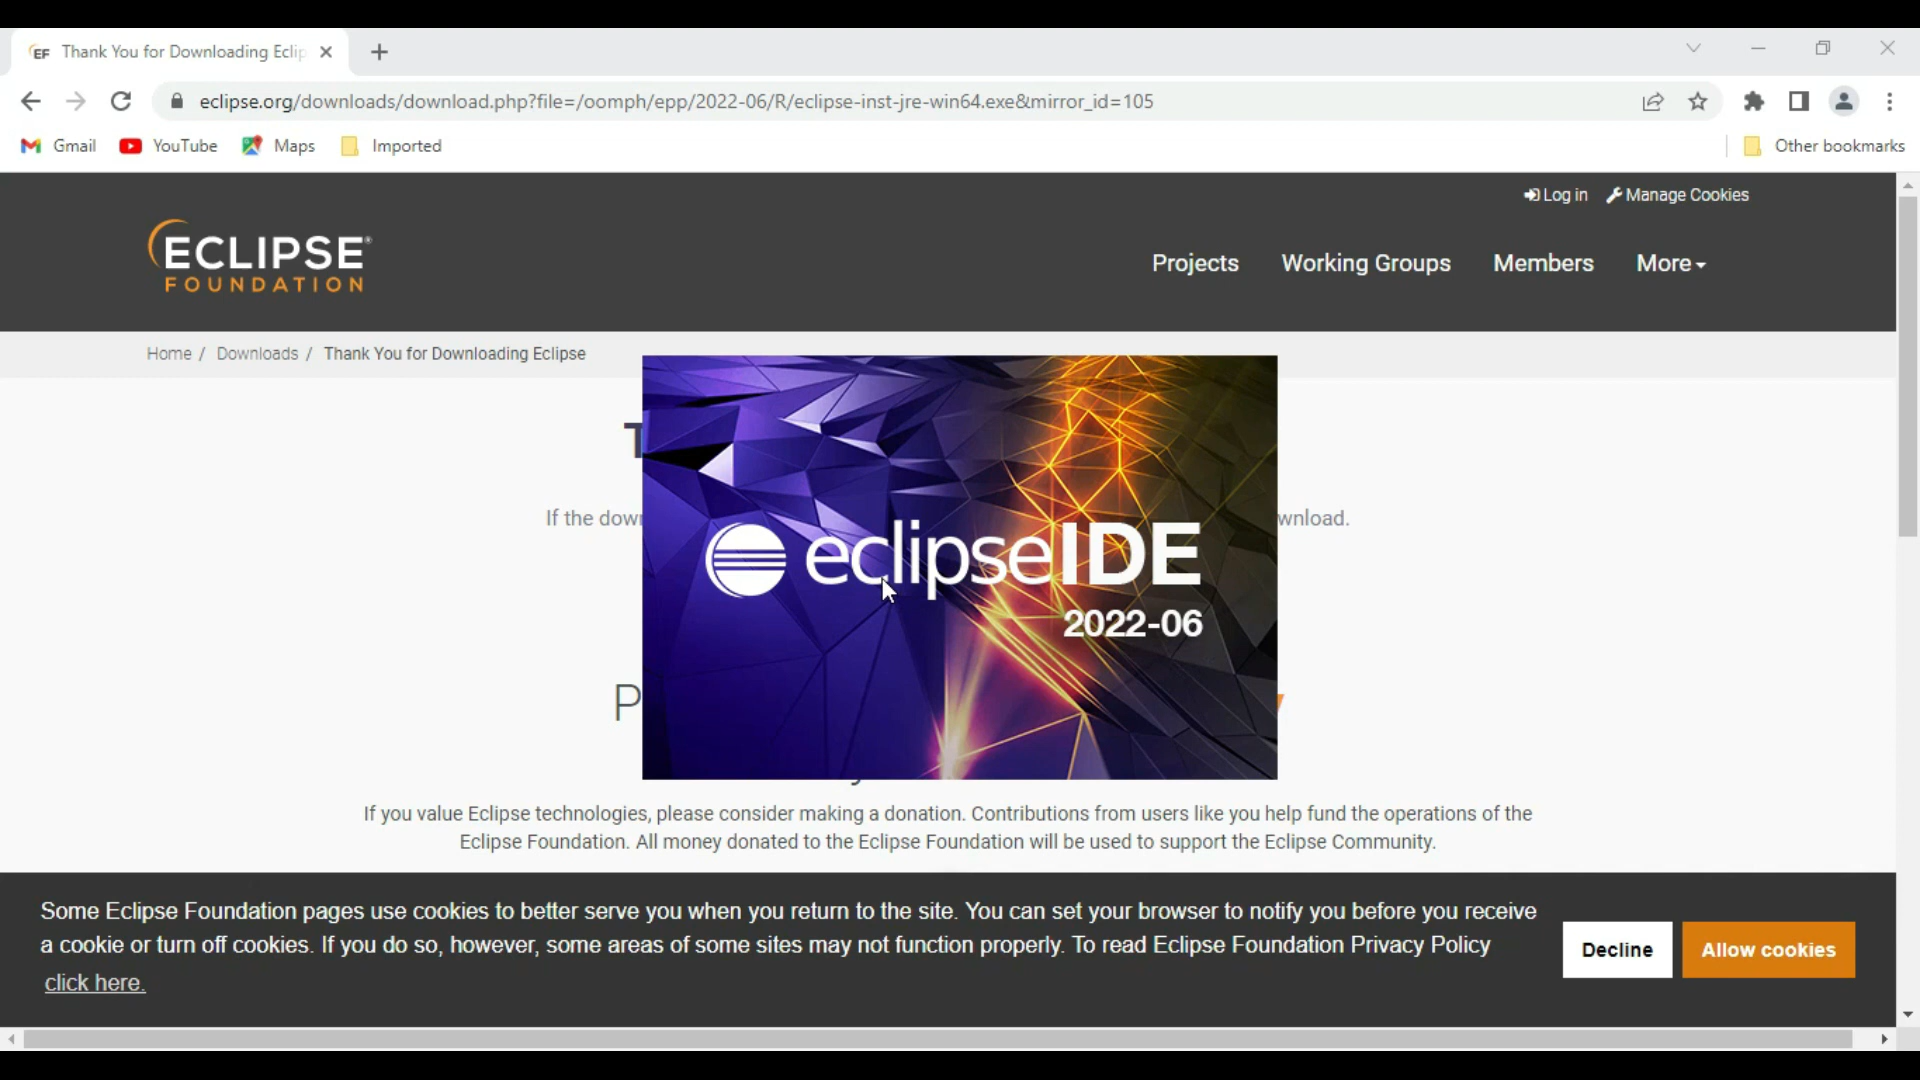 EF Thank You for Downloading Eclip
eclipse.org/downloads/download.php?file=/oomph/epp/2022-06/R/eclipse-inst-jre-win64.exe&mirror_id=105
Gmail YouTube Maps Imported Other bookmarks
Log in Manage Cookies
ECLIPSE®
FOUNDATION
Projects Working Groups Members More
Home / Downloads / Thank You for Downloading Eclipse
T
If the dow wnload.
eclipseIDE
2022-06
P
If you value Eclipse technologies, please consider making a donation. Contributions from users like you help fund the operations of the
Eclipse Foundation. All money donated to the Eclipse Foundation will be used to support the Eclipse Community.
Some Eclipse Foundation pages use cookies to better serve you when you return to the site. You can set your browser to notify you before you receive
a cookie or turn off cookies. If you do so, however, some areas of some sites may not function properly. To read Eclipse Foundation Privacy Policy
click here.
Decline Allow cookies